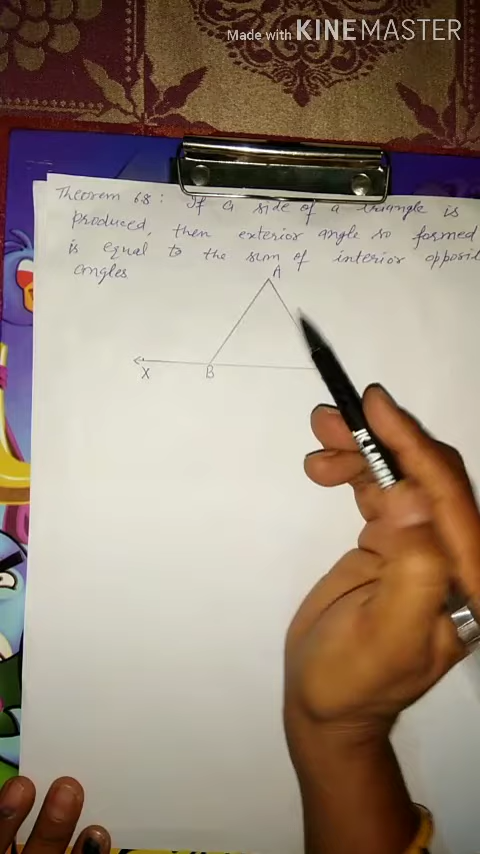 Made with KINEMASTER
Theorem 6.8 : If a side of a triangle is
produced, then exterior angle so formed
is equal to the sum of interior opposit
angles
A
X B